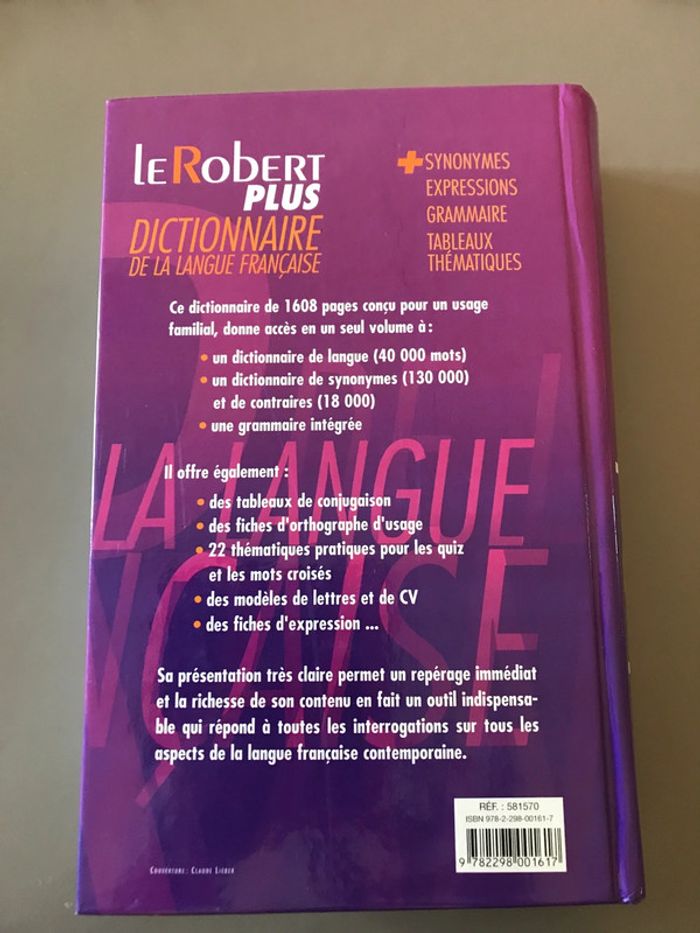 LE ROBERT
PLUS
DICTIONNAIRE
DE LA LANGUE FRANÇAISE
+ SYNONYMES
EXPRESSIONS
GRAMMAIRE
TABLEAUX
THÉMATIQUES
Ce dictionnaire de 1608 pages conçu pour un usage
familial, donne accès en un seul volume à :
• un dictionnaire de langue (40 000 mots)
• un dictionnaire de synonymes (130 000)
et de contraires (18 000)
• une grammaire intégrée
Il offre également :
• des tableaux de conjugaison
• des fiches d'orthographe d'usage
• 22 thématiques pratiques pour les quiz
et les mots croisés
• des modèles de lettres et de CV
• des fiches d'expression ...
Sa présentation très claire permet un repérage immédiat
et la richesse de son contenu en fait un outil indispensa-
ble qui répond à toutes les interrogations sur tous les
aspects de la langue française contemporaine.
LA LANGUE
NÇAISE
RÉF. : 581570
ISBN 978-2-298-00161-7
9 782298 001617
COUVERTURE : CLAUDE LIEBER